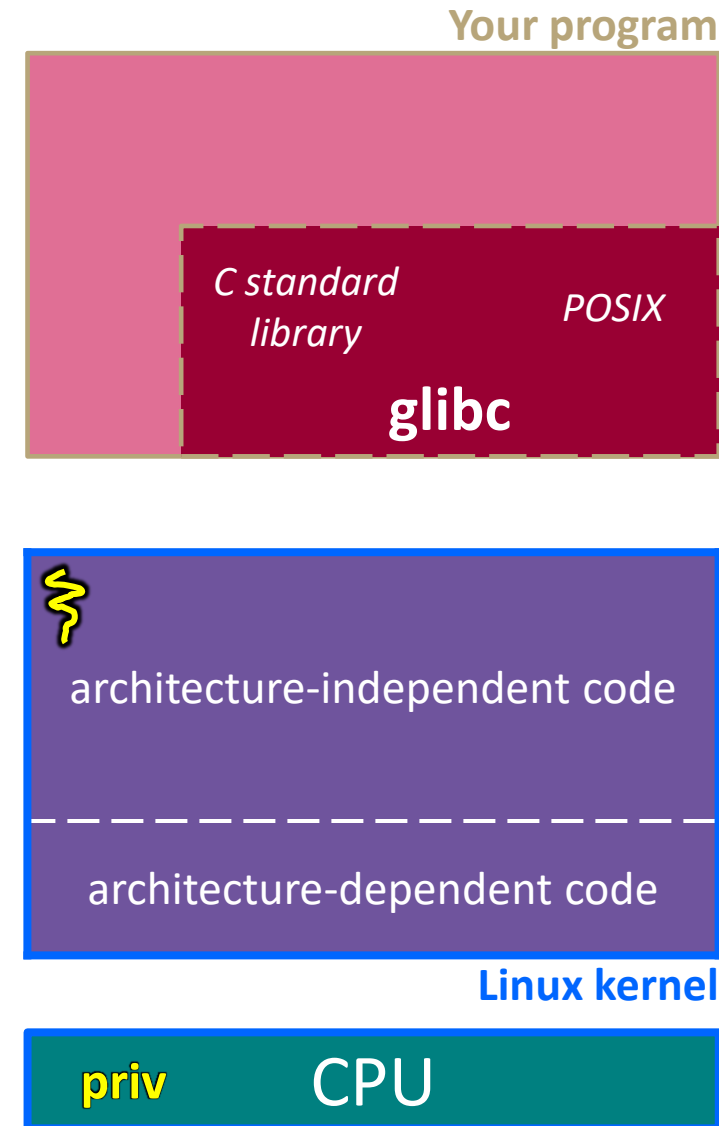 Your program
C standard
library
POSIX
glibc
architecture-independent code
architecture-dependent code
Linux kernel
priv
CPU